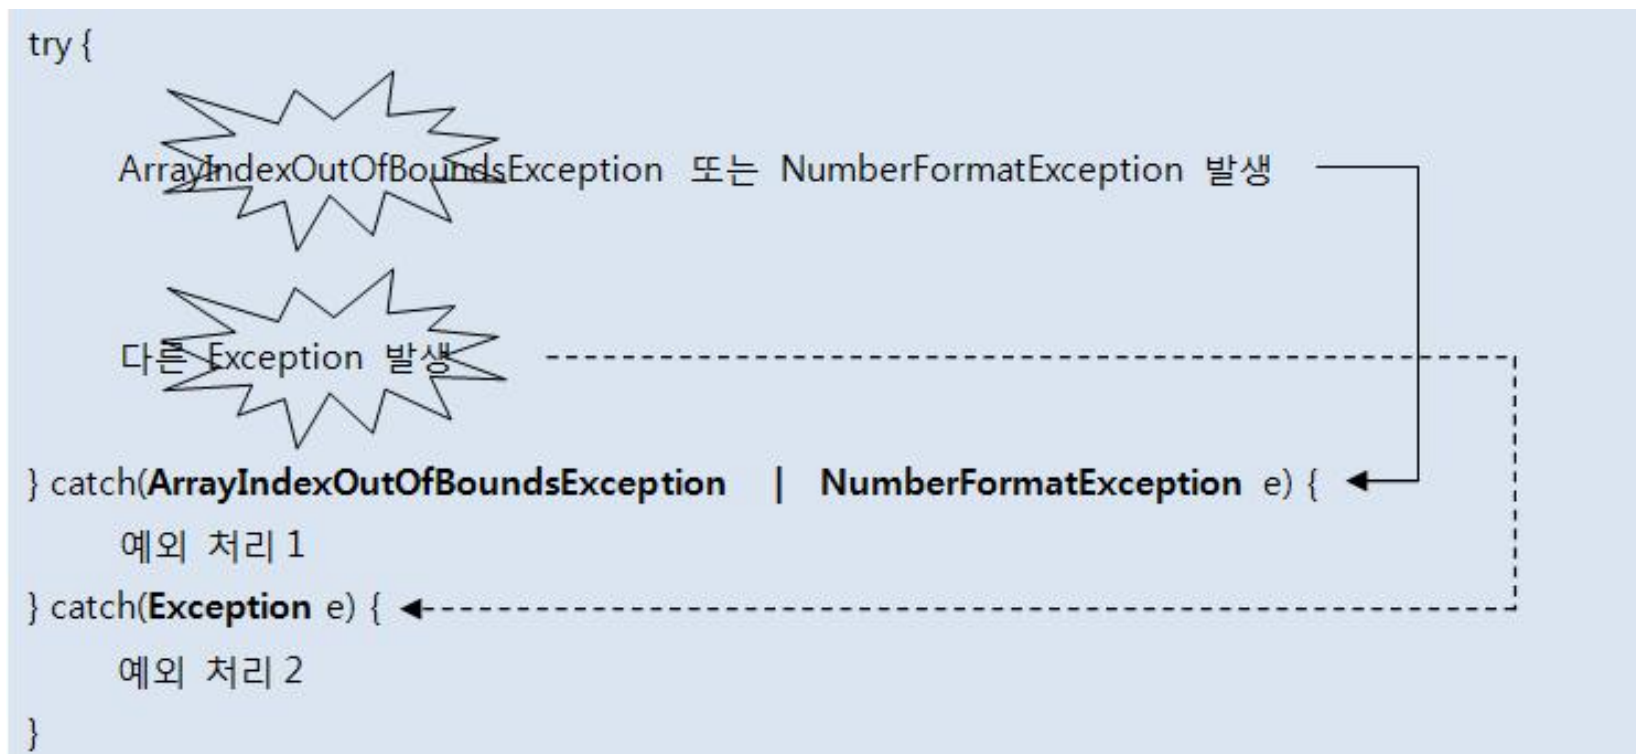 try {
ArrayIndexOutOfBoundsException 또는 NumberFormatException 발생
다른 Exception 발생
} catch(ArrayIndexOutOfBoundsException | NumberFormatException e) {
예외 처리 1
} catch(Exception e) {
예외 처리 2
}